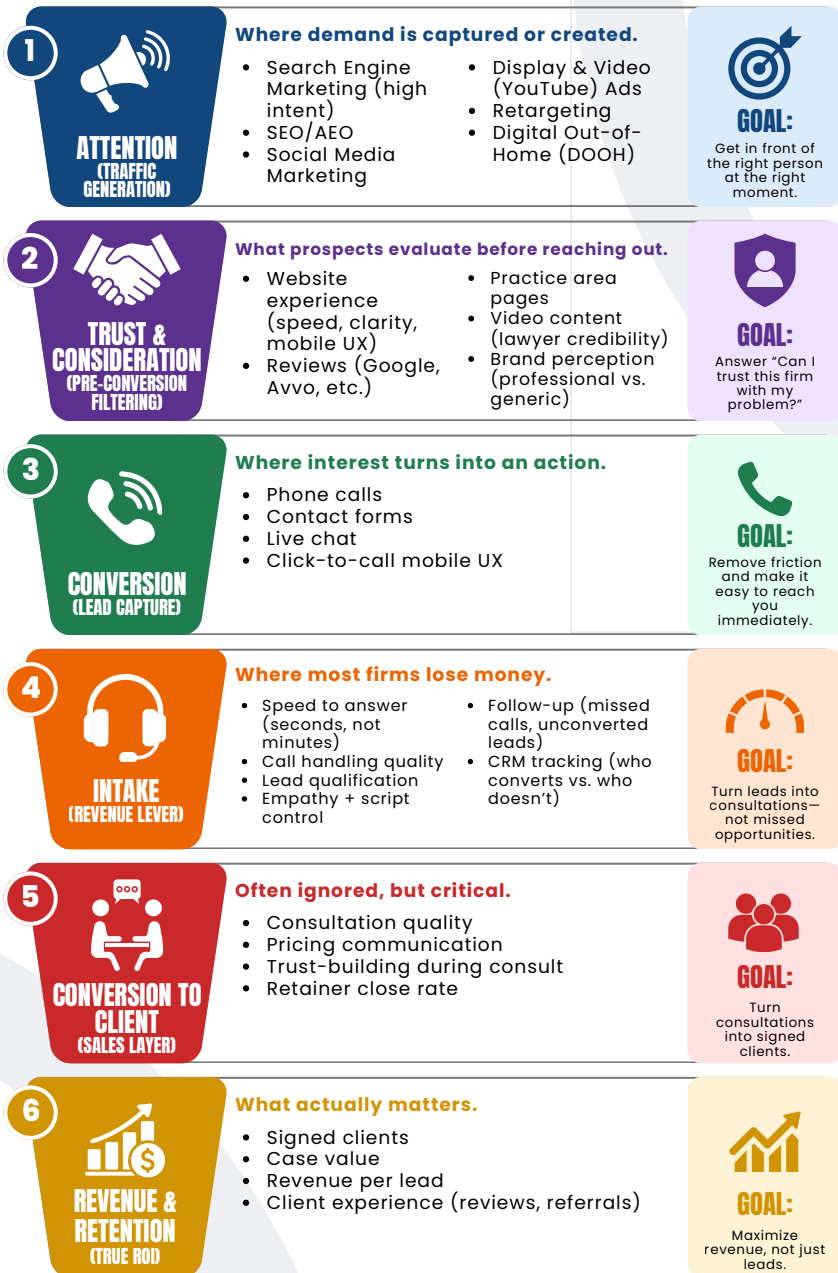 1
ATTENTION
(TRAFFIC
GENERATION)
Where demand is captured or created.
• Search Engine
Marketing (high
intent)
• SEO/AEO
• Social Media
Marketing
• Display & Video
(YouTube) Ads
• Retargeting
• Digital Out-of-
Home (DOOH)
GOAL:
Get in front of
the right person
at the right
moment.
2
TRUST &
CONSIDERATION
(PRE-CONVERSION
FILTERING)
What prospects evaluate before reaching out.
• Website
experience
(speed, clarity,
mobile UX)
• Reviews (Google,
Avvo, etc.)
• Practice area
pages
• Video content
(lawyer credibility)
• Brand perception
(professional vs.
generic)
GOAL:
Answer “Can I
trust this firm
with my
problem?”
3
CONVERSION
(LEAD CAPTURE)
Where interest turns into an action.
• Phone calls
• Contact forms
• Live chat
• Click-to-call mobile UX
GOAL:
Remove friction
and make it
easy to reach
you
immediately.
4
INTAKE
(REVENUE LEVER)
Where most firms lose money.
• Speed to answer
(seconds, not
minutes)
• Call handling quality
• Lead qualification
• Empathy + script
control
• Follow-up (missed
calls, unconverted
leads)
• CRM tracking (who
converts vs. who
doesn’t)
GOAL:
Turn leads into
consultations—
not missed
opportunities.
5
CONVERSION TO
CLIENT
(SALES LAYER)
Often ignored, but critical.
• Consultation quality
• Pricing communication
• Trust-building during consult
• Retainer close rate
GOAL:
Turn
consultations
into signed
clients.
6
$
REVENUE &
RETENTION
(TRUE ROI)
What actually matters.
• Signed clients
• Case value
• Revenue per lead
• Client experience (reviews, referrals)
GOAL:
Maximize
revenue, not just
leads.